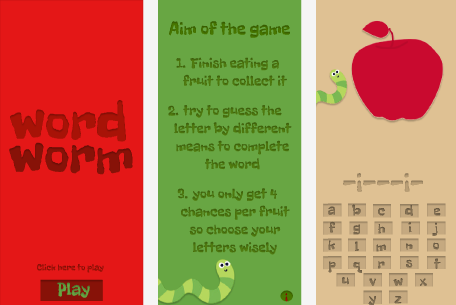 word
worm
Click here to play
Play
Aim of the game
1. Finish eating a
fruit to collect it
2. try to guess the
letter by different
means to complete
the word
3. you only get 4
chances per fruit
so choose your
letters wisely
a b c d e
f g h i j
k l m n o
p q r s t
u v w x
y z